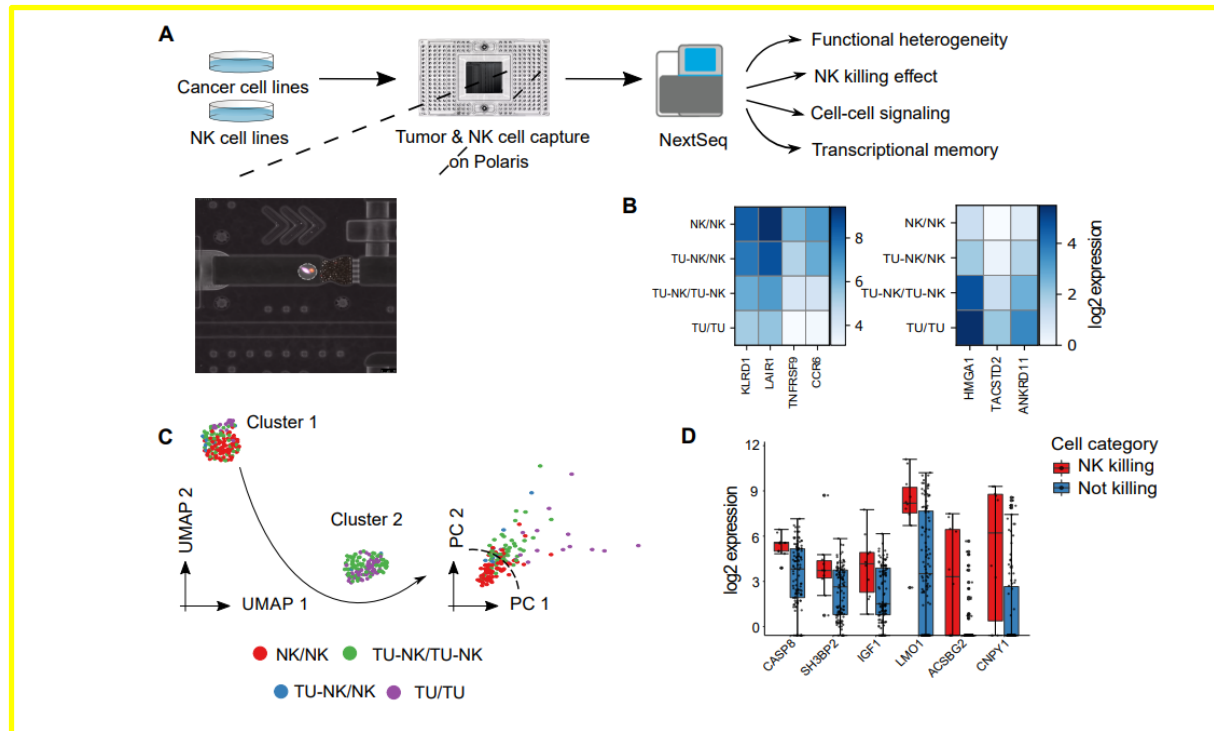 A
Cancer cell lines
NK cell lines
Tumor & NK cell capture
on Polaris
NextSeq
Functional heterogeneity
NK killing effect
Cell-cell signaling
Transcriptional memory
B
NK/NK
TU-NK/NK
TU-NK/TU-NK
TU/TU
KLRD1
LAIR1
TNFRSF9
CCR6
8
6
4
log2 expression
NK/NK
TU-NK/NK
TU-NK/TU-NK
TU/TU
HMGA1
TACSTD2
ANKRD11
4
2
0
log2 expression
C
Cluster 1
Cluster 2
UMAP 2
UMAP 1
PC 2
PC 1
NK/NK
TU-NK/TU-NK
TU-NK/NK
TU/TU
D
Cell category
NK killing
Not killing
log2 expression
12
9
6
3
0
CASP8
SH3BP2
IGF1
LMO1
ACSBG2
CNPY1